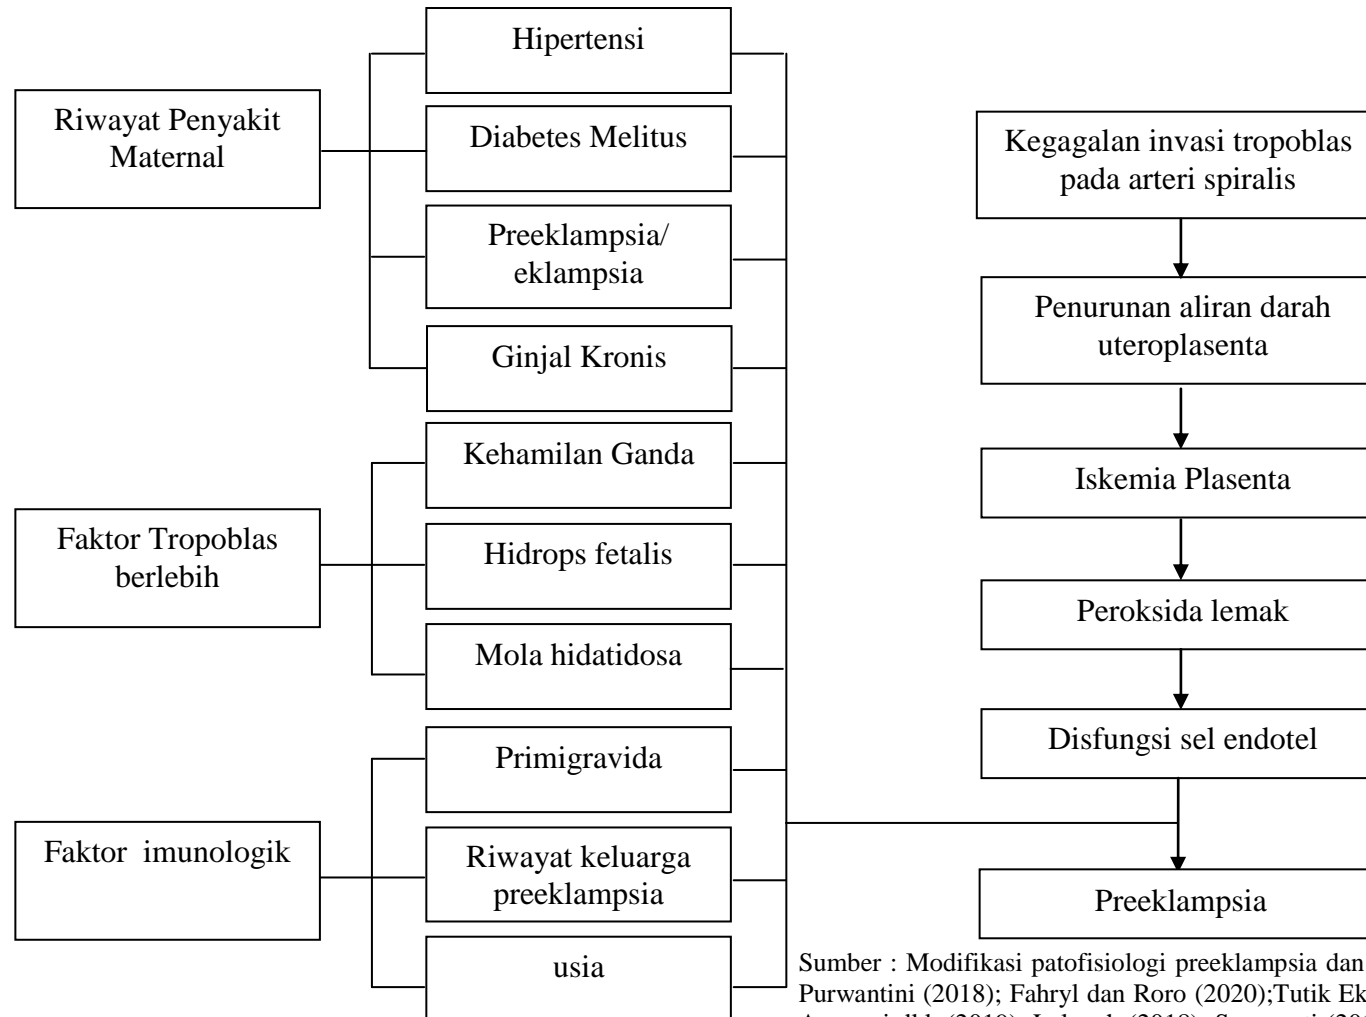 Riwayat Penyakit
Maternal
Hipertensi
Diabetes Melitus
Preeklampsia/
eklampsia
Ginjal Kronis
Faktor Tropoblas
berlebih
Kehamilan Ganda
Hidrops fetalis
Mola hidatidosa
Faktor imunologik
Primigravida
Riwayat keluarga
preeklampsia
usia
Kegagalan invasi tropoblas
pada arteri spiralis
Penurunan aliran darah
uteroplasenta
Iskemia Plasenta
Peroksida lemak
Disfungsi sel endotel
Preeklampsia
Sumber : Modifikasi patofisiologi preeklampsia dan
Purwantini (2018); Fahryl dan Roro (2020);Tutik Ek